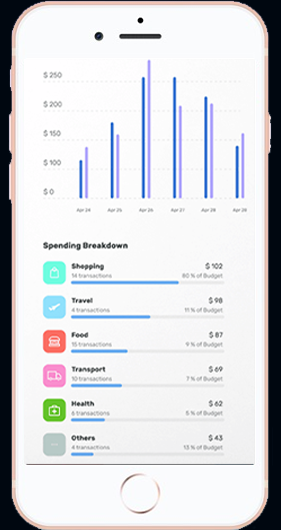 $ 250
$ 200
$ 150
$ 100
$ 0
Apr 24
Apr 25
Apr 26
Apr 27
Apr 28
Apr 28
Spending Breakdown
Shopping $ 102
14 transactions 80 % of Budget
Travel $ 98
4 transactions 11 % of Budget
Food $ 87
15 transactions 9 % of Budget
Transport $ 69
10 transactions 7 % of Budget
Health $ 62
6 transactions 5 % of Budget
Others $ 43
4 transactions 13 % of Budget